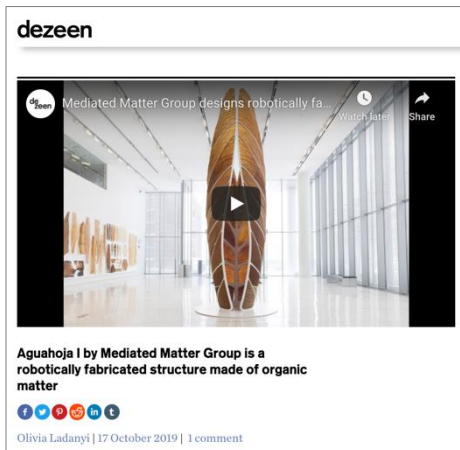 dezeen
de
zeen
Mediated Matter Group designs robotically fa...
Watch later
Share
Aguahoja I by Mediated Matter Group is a
robotically fabricated structure made of organic
matter
Olivia Ladanyi | 17 October 2019 | 1 comment